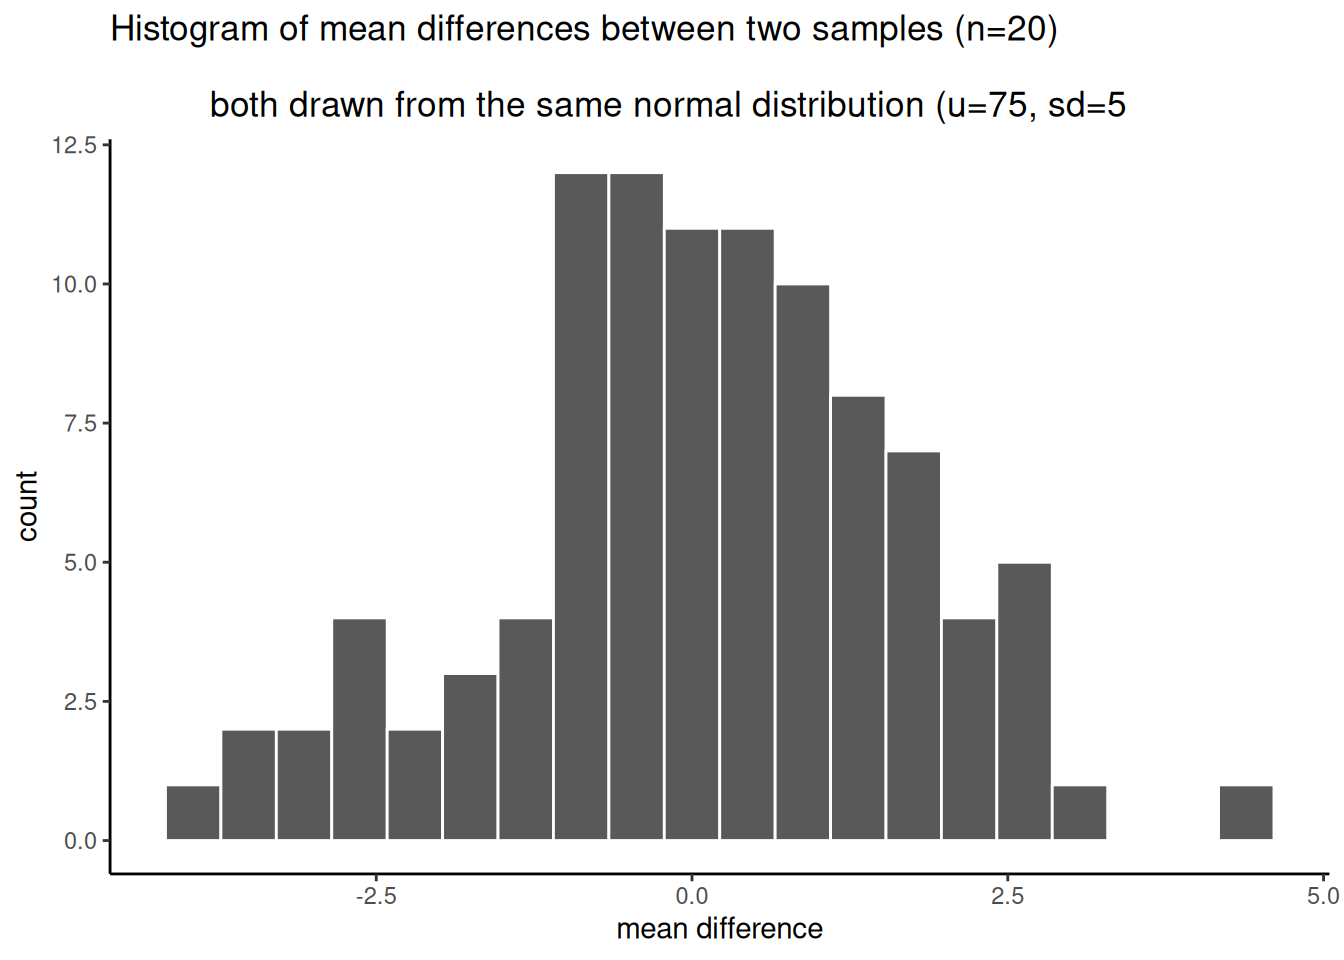 Histogram of mean differences between two samples (n=20)
both drawn from the same normal distribution (u=75, sd=5
12.5
10.0
7.5
5.0
2.5
0.0
count
-2.5
0.0
2.5
5.0
mean difference